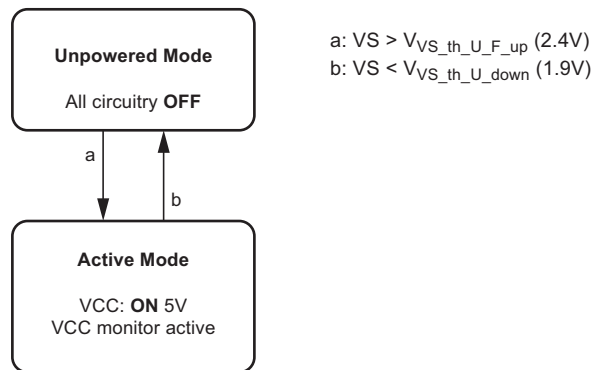 Unpowered Mode
All circuitry OFF
a: VS > VVS_th_U_F_up (2.4V)
b: VS < VVS_th_U_down (1.9V)
a
b
Active Mode
VCC: ON 5V
VCC monitor active